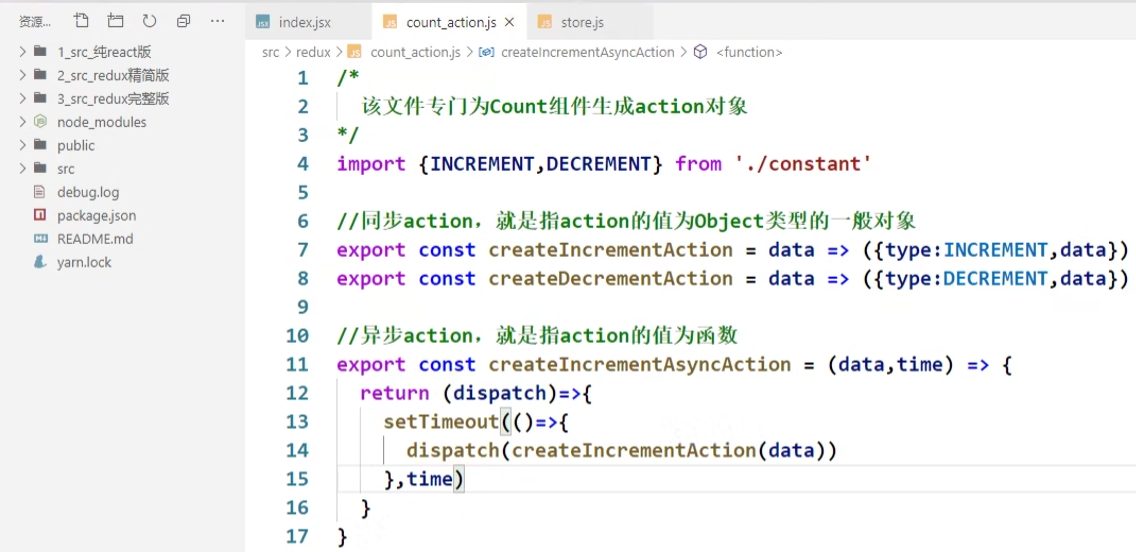 资源... ···
index.jsx count_action.js × store.js
src > redux > count_action.js > createIncrementAsyncAction > <function>
1_src_纯react版
2_src_redux精简版
3_src_redux完整版
node_modules
public
src
debug.log
package.json
README.md
yarn.lock
1 /*
2 该文件专门为Count组件生成action对象
3 */
4 import {INCREMENT,DECREMENT} from './constant'
5
6 //同步action，就是指action的值为Object类型的一般对象
7 export const createIncrementAction = data => ({type:INCREMENT,data})
8 export const createDecrementAction = data => ({type:DECREMENT,data})
9
10 //异步action，就是指action的值为函数
11 export const createIncrementAsyncAction = (data,time) => {
12 return (dispatch)=>{
13 setTimeout(()=>{
14 dispatch(createIncrementAction(data))
15 },time)
16 }
17 }